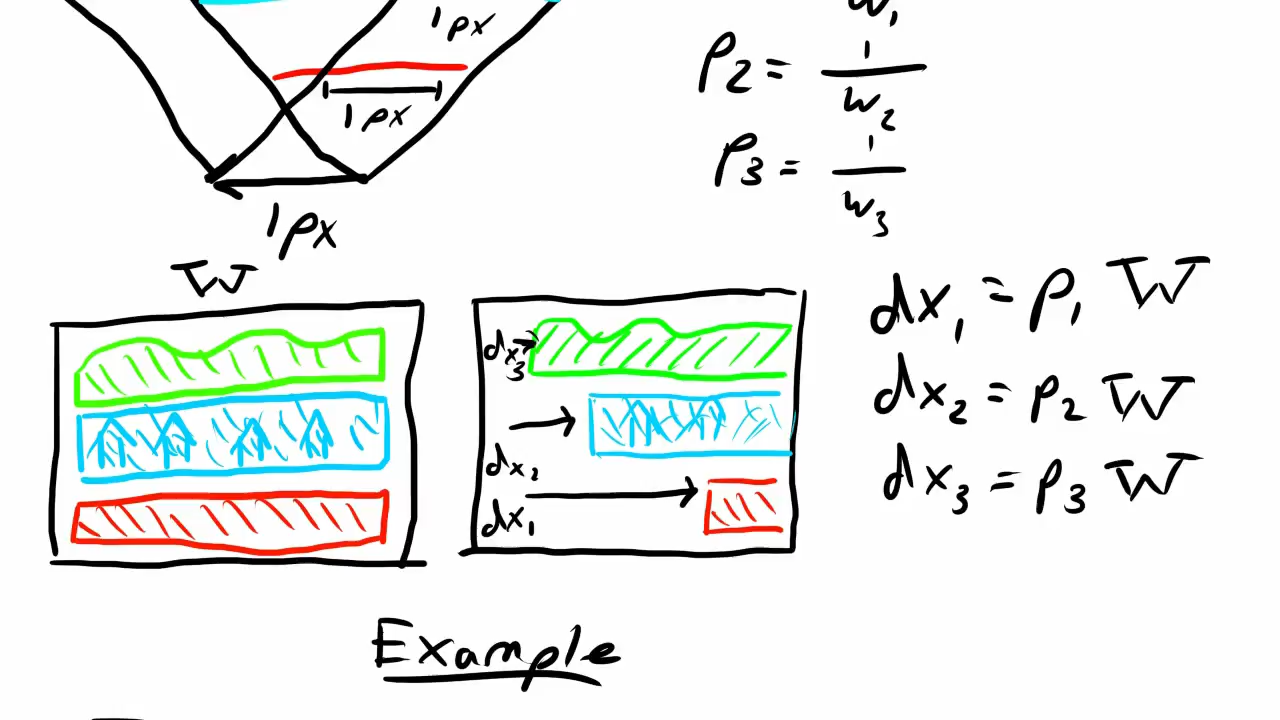 1px
W₁
1px
ρ₂ = 1/W₂
ρ₃ = 1/W₃
1px
W
dx₁ = ρ₁ W
dx₃
dx₂ = ρ₂ W
dx₂
dx₃ = ρ₃ W
dx₁
Example